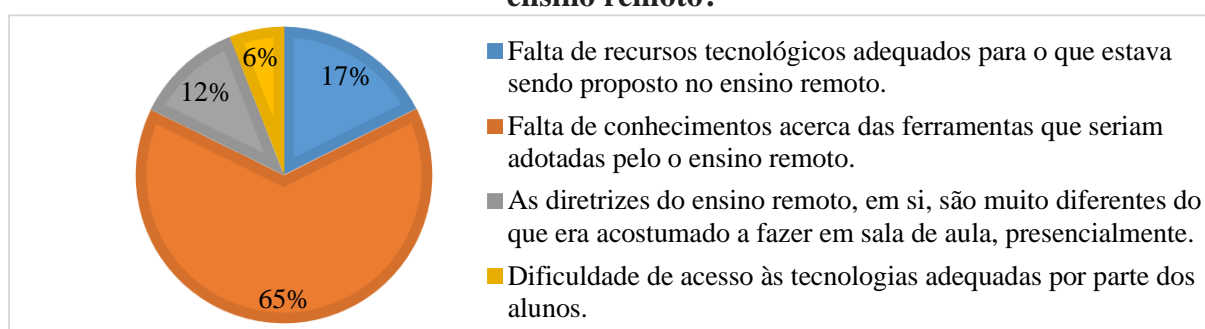 ensino remoto?
6%
17%
12%
65%
Falta de recursos tecnológicos adequados para o que estava
sendo proposto no ensino remoto.
Falta de conhecimentos acerca das ferramentas que seriam
adotadas pelo o ensino remoto.
As diretrizes do ensino remoto, em si, são muito diferentes do
que era acostumado a fazer em sala de aula, presencialmente.
Dificuldade de acesso às tecnologias adequadas por parte dos
alunos.